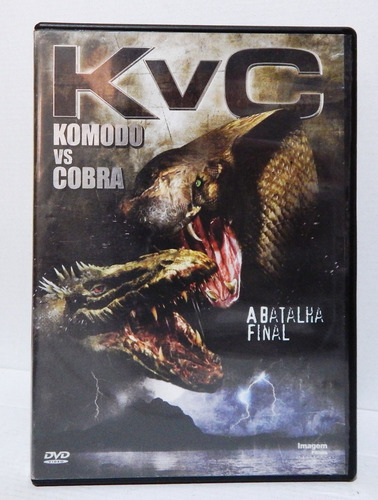 KvC
KOMODO
VS
COBRA
A BATALHA
FINAL
DVD
VIDEO
Imagem